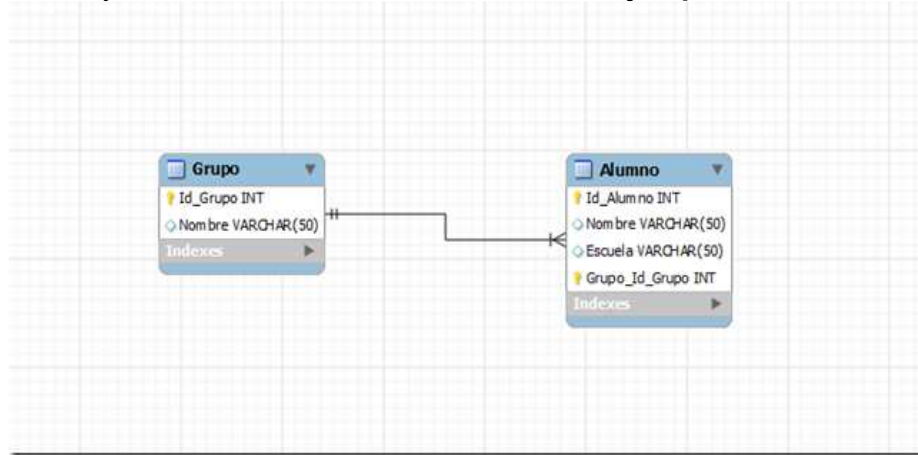 Grupo
Id_Grupo INT
Nombre VARCHAR(50)
Indexes
Alumno
Id_Alumno INT
Nombre VARCHAR(50)
Escuela VARCHAR(50)
Grupo_Id_Grupo INT
Indexes